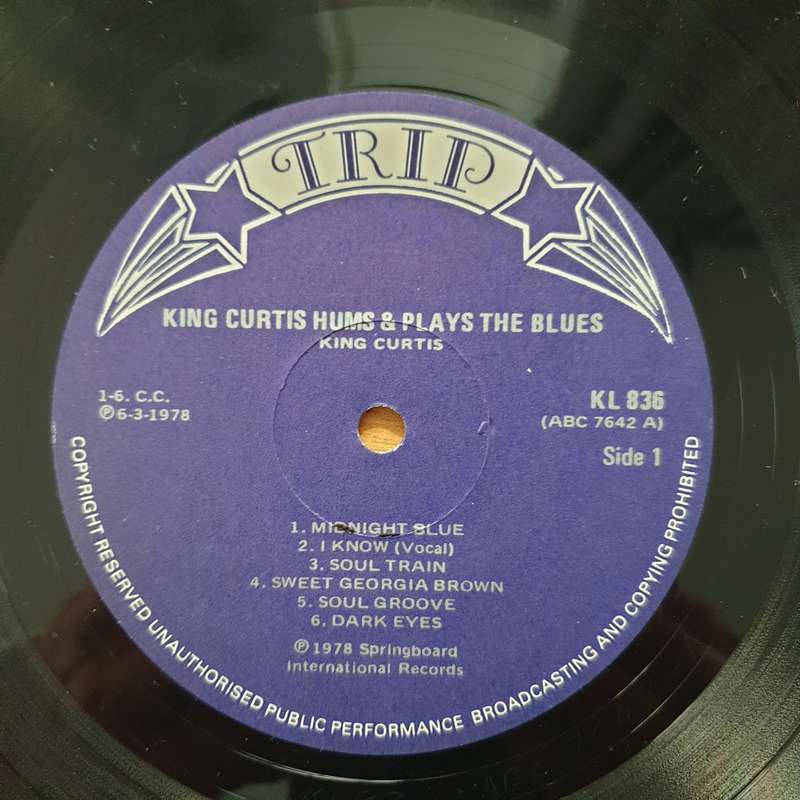 TRIP
KING CURTIS HUMS & PLAYS THE BLUES
KING CURTIS
1-6. C.C.
℗6-3-1978
KL 836
(ABC 7642 A)
Side 1
1. MIDNIGHT BLUE
2. I KNOW (Vocal)
3. SOUL TRAIN
4. SWEET GEORGIA BROWN
5. SOUL GROOVE
6. DARK EYES
℗ 1978 Springboard
International Records
COPYRIGHT RESERVED UNAUTHORISED PUBLIC PERFORMANCE BROADCASTING AND COPYING PROHIBITED